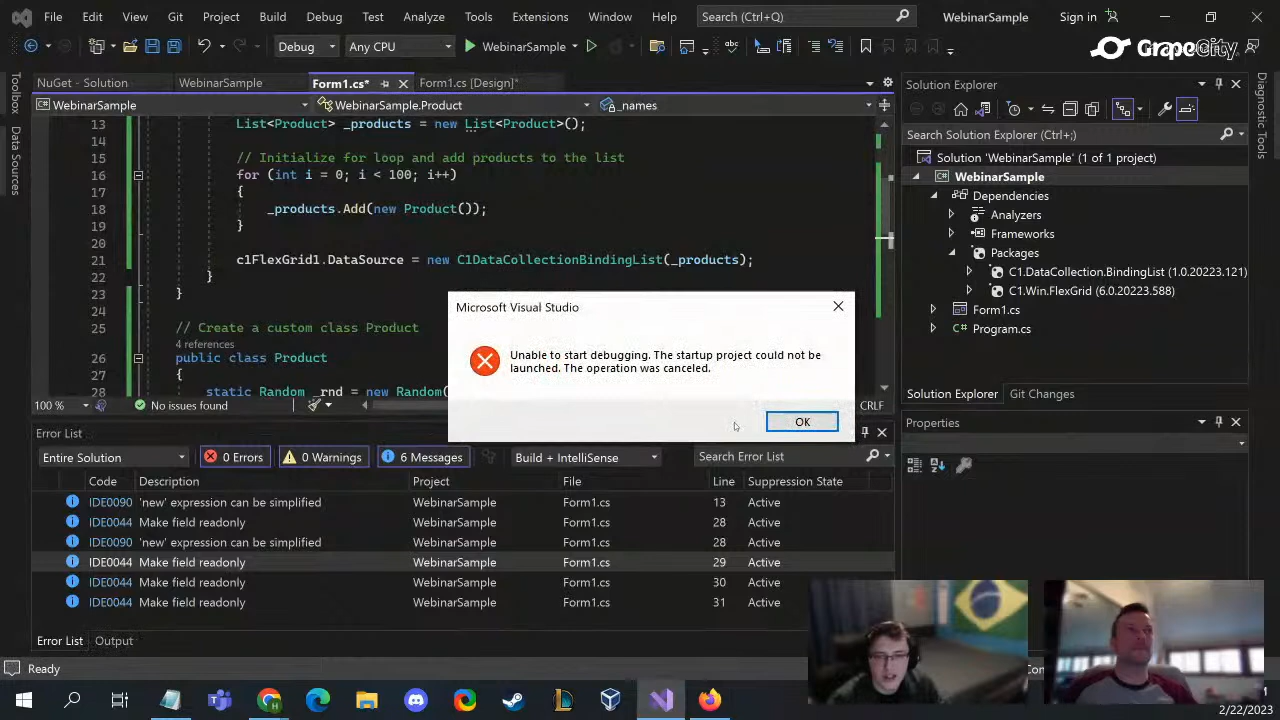 File Edit View Git Project Build Debug Test Analyze Tools Extensions Window Help Search (Ctrl+Q) WebinarSample Sign in
Debug Any CPU WebinarSample GrapeCity
NuGet - Solution WebinarSample Form1.cs* Form1.cs [Design]*
WebinarSample WebinarSample.Product _names
Toolbox
Data Sources
13 List<Product> _products = new List<Product>();
14
15 // Initialize for loop and add products to the list
16 for (int i = 0; i < 100; i++)
17 {
18 _products.Add(new Product());
19 }
20
21 c1FlexGrid1.DataSource = new C1DataCollectionBindingList(_products);
22 }
23 }
24
25 // Create a custom class Product
4 references
26 public class Product
27 {
28 static Random _rnd = new Random(
100 % No issues found CRLF
Microsoft Visual Studio
Unable to start debugging. The startup project could not be
launched. The operation was canceled.
OK
Solution Explorer
Search Solution Explorer (Ctrl+;)
Solution 'WebinarSample' (1 of 1 project)
WebinarSample
Dependencies
Analyzers
Frameworks
Packages
C1.DataCollection.BindingList (1.0.20223.121)
C1.Win.FlexGrid (6.0.20223.588)
Form1.cs
Program.cs
Solution Explorer Git Changes
Properties
Diagnostic Tools
Error List
Entire Solution 0 Errors 0 Warnings 6 Messages Build + IntelliSense Search Error List
Code Description Project File Line Suppression State
IDE0090 'new' expression can be simplified WebinarSample Form1.cs 13 Active
IDE0044 Make field readonly WebinarSample Form1.cs 28 Active
IDE0090 'new' expression can be simplified WebinarSample Form1.cs 28 Active
IDE0044 Make field readonly WebinarSample Form1.cs 29 Active
IDE0044 Make field readonly WebinarSample Form1.cs 30 Active
IDE0044 Make field readonly WebinarSample Form1.cs 31 Active
Error List Output
Ready
2/22/2023